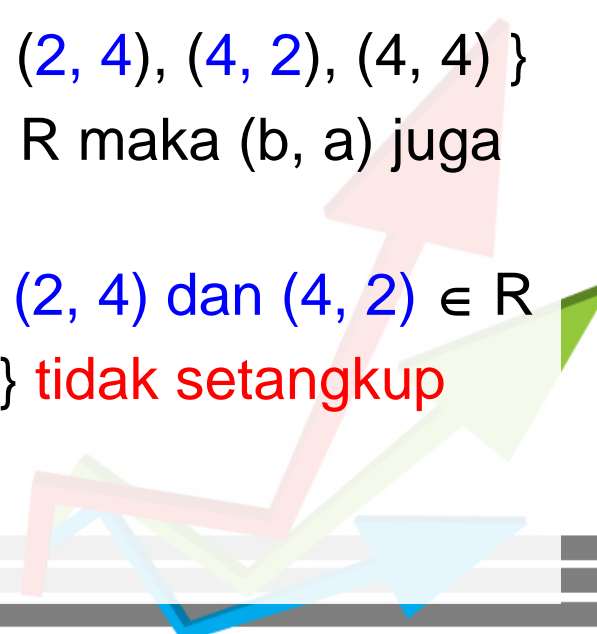 (2, 4), (4, 2), (4, 4) }
R maka (b, a) juga
(2, 4) dan (4, 2) ∈ R
} tidak setangkup